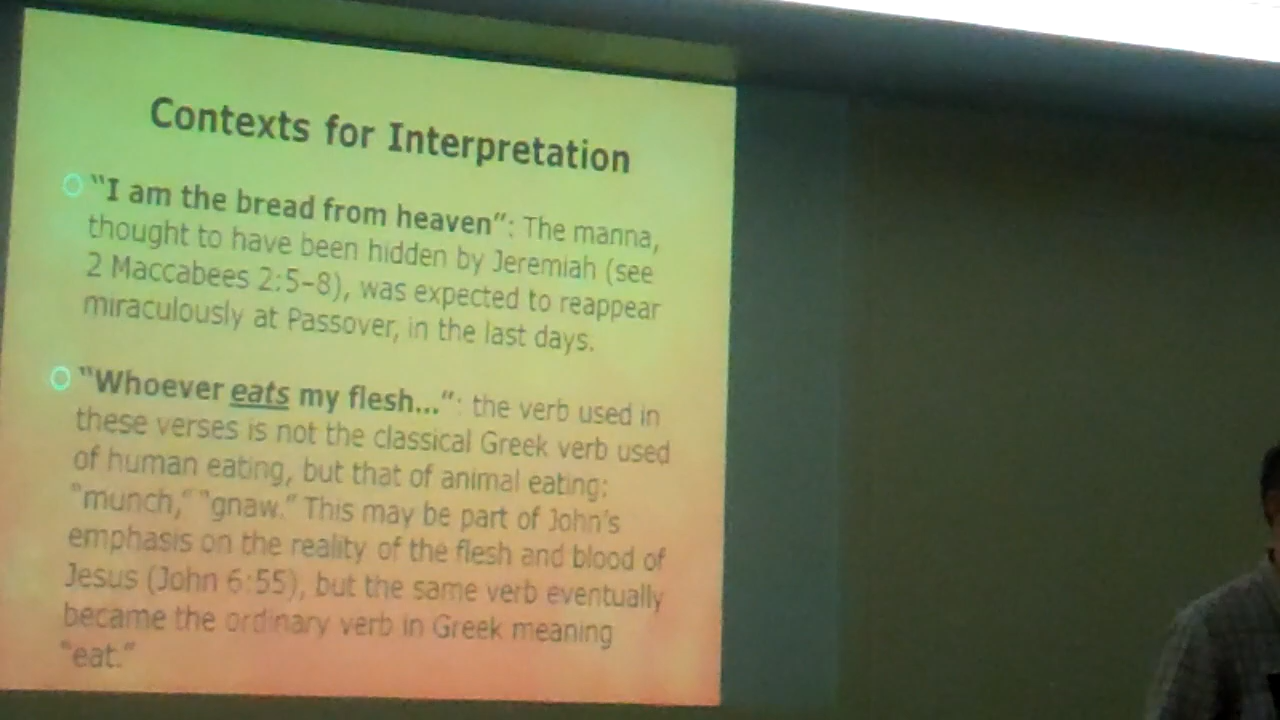 Contexts for Interpretation
“I am the bread from heaven”: The manna,
thought to have been hidden by Jeremiah (see
2 Maccabees 2:5-8), was expected to reappear
miraculously at Passover, in the last days.
“Whoever eats my flesh...”: the verb used in
these verses is not the classical Greek verb used
of human eating, but that of animal eating:
“munch,” “gnaw.” This may be part of John’s
emphasis on the reality of the flesh and blood of
Jesus (John 6:55), but the same verb eventually
became the ordinary verb in Greek meaning
“eat.”